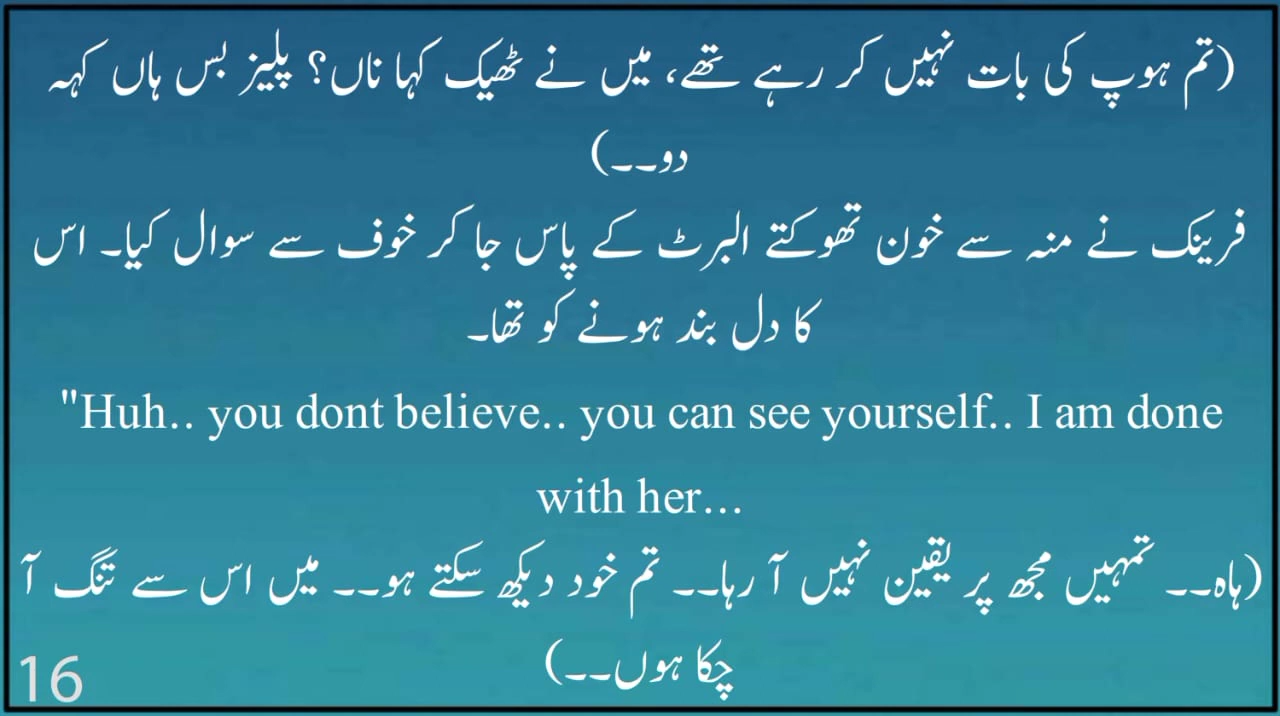 (تم ہوپ کی بات نہیں کر رہے تھے، میں نے ٹھیک کہا ناں؟ پلیز بس ہاں کہہ
دو۔۔)
فرینک نے منہ سے خون تھوکتے البرٹ کے پاس جا کر خوف سے سوال کیا۔ اس
کا دل بند ہونے کو تھا۔
"Huh.. you dont believe.. you can see yourself.. I am done
with her...
(ہاہ۔۔ تمہیں مجھ پر یقین نہیں آ رہا۔۔ تم خود دیکھ سکتے ہو۔۔ میں اس سے تنگ آ
چکا ہوں۔۔)
16